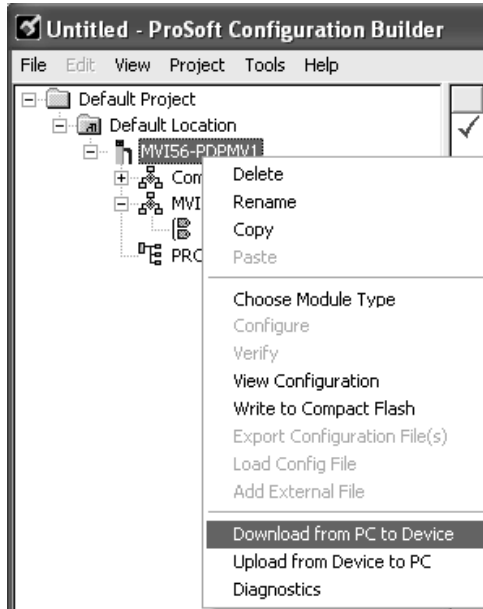 Untitled - ProSoft Configuration Builder
File Edit View Project Tools Help
Default Project
Default Location
MVI56-PDPMV1
Com
MVI
PRO
Delete
Rename
Copy
Paste
Choose Module Type
Configure
Verify
View Configuration
Write to Compact Flash
Export Configuration File(s)
Load Config File
Add External File
Download from PC to Device
Upload from Device to PC
Diagnostics